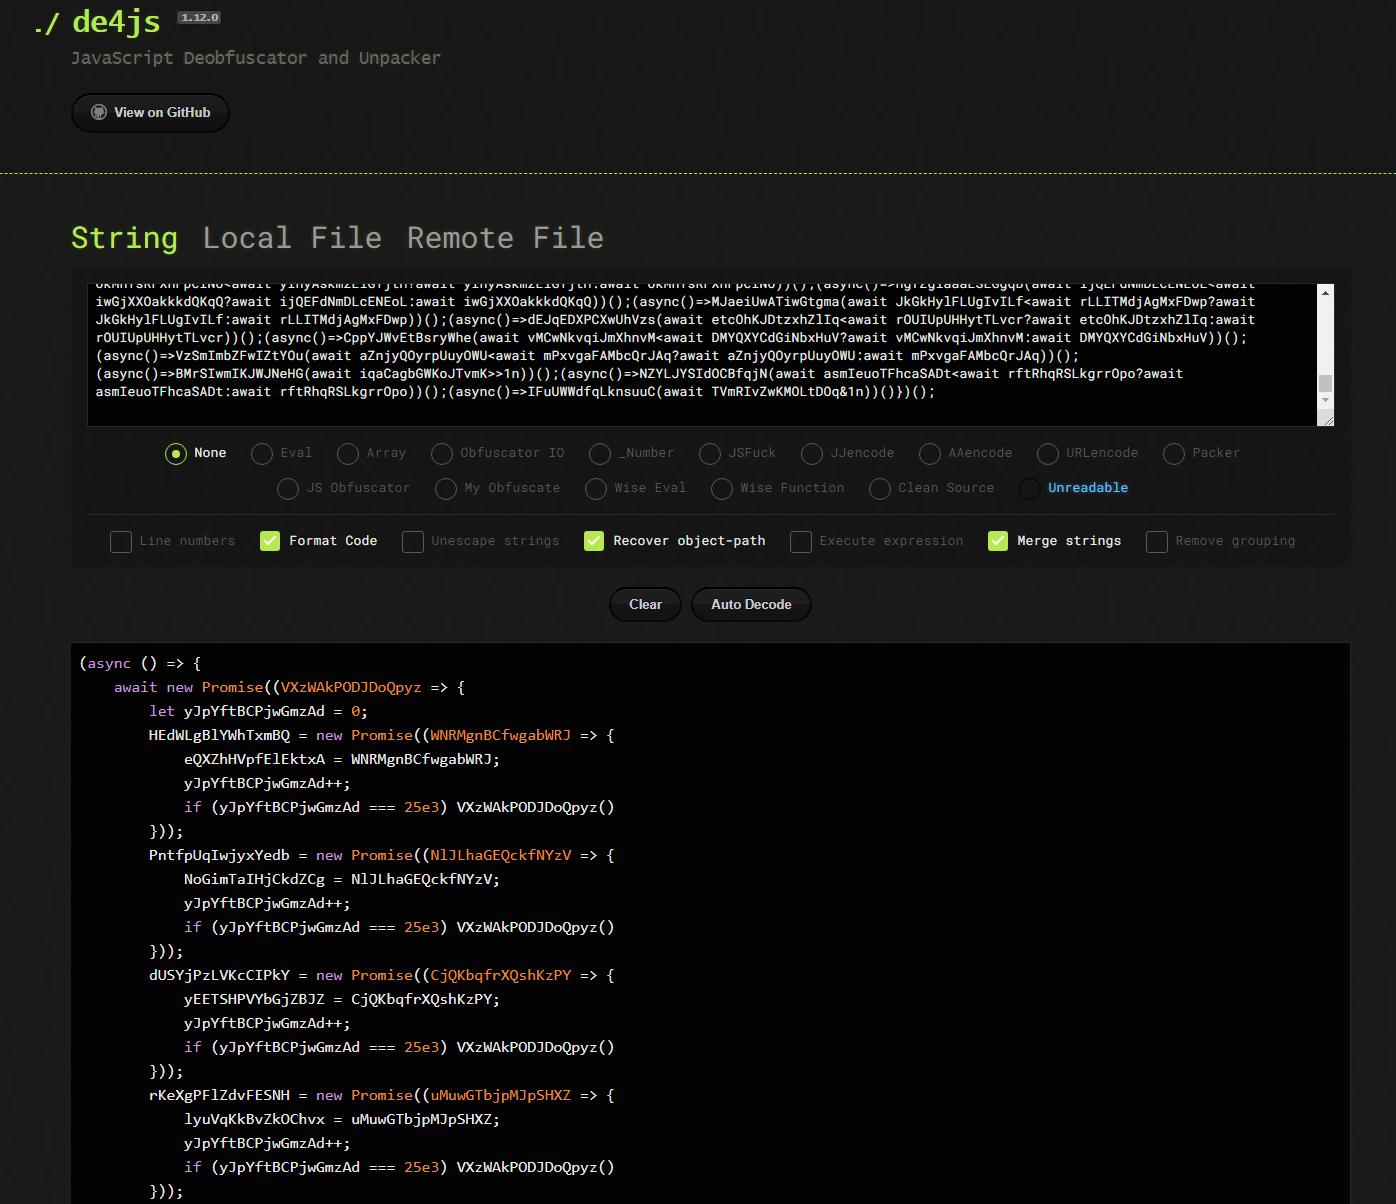 ./ de4js 1.12.0
JavaScript Deobfuscator and Unpacker
View on GitHub
String Local File Remote File
iwGjXXOakkkdQKqQ?await ijQEFdNmDLcENEoL:await iwGjXXOakkkdQKqQ))();(async()=>MJaeiUwATiwGtgma(await JkGkHylFLUgIvILf<await rLLITMdjAgMxFDwp?await
JkGkHylFLUgIvILf:await rLLITMdjAgMxFDwp))();(async()=>dEJqEDXPCXwUhVzs(await etcOhKJDtzxhZlIq<await rOUIUpUHHytTLvcr?await etcOhKJDtzxhZlIq:await
rOUIUpUHHytTLvcr))();(async()=>CppYJWvEtBsryWhe(await vMCwNkvqiJmXhnvM<await DMYQXYCdGiNbxHuV?await vMCwNkvqiJmXhnvM:await DMYQXYCdGiNbxHuV))();
(async()=>VzSmImbZFwIZtYOu(await aZnjyQOyrpUuyOWU<await mPxvgaFAMbcQrJAq?await aZnjyQOyrpUuyOWU:await mPxvgaFAMbcQrJAq))();
(async()=>BMrSIwmIKJWJNeHG(await iqaCagbGWKoJTvmK>>1n))();(async()=>NZYLJYSIdOCBfqjN(await asmIeuoTFhcaSADt<await rftRhqRSLkgrrOpo?await
asmIeuoTFhcaSADt:await rftRhqRSLkgrrOpo))();(async()=>IFuUWWdfqLknsuuC(await TVmRIvZwKMOLtDOq&1n))()})();
None Eval Array Obfuscator IO _Number JSFuck JJencode AAencode URLencode Packer
JS Obfuscator My Obfuscate Wise Eval Wise Function Clean Source Unreadable
Line numbers Format Code Unescape strings Recover object-path Execute expression Merge strings Remove grouping
Clear Auto Decode
(async () => {
await new Promise((VXzWAkPODJDoQpyz => {
let yJpYftBCPjwGmzAd = 0;
HEdWLgBlYWhTxmBQ = new Promise((WNRMgnBCfwgabWRJ => {
eQXZhHVpfElEktxA = WNRMgnBCfwgabWRJ;
yJpYftBCPjwGmzAd++;
if (yJpYftBCPjwGmzAd === 25e3) VXzWAkPODJDoQpyz()
}));
PntfpUqIwjyxYedb = new Promise((NlJLhaGEQckfNYzV => {
NoGimTaIHjCkdZCg = NlJLhaGEQckfNYzV;
yJpYftBCPjwGmzAd++;
if (yJpYftBCPjwGmzAd === 25e3) VXzWAkPODJDoQpyz()
}));
dUSYjPzLVKcCIPkY = new Promise((CjQKbqfrXQshKzPY => {
yEETSHPVYbGjZBJZ = CjQKbqfrXQshKzPY;
yJpYftBCPjwGmzAd++;
if (yJpYftBCPjwGmzAd === 25e3) VXzWAkPODJDoQpyz()
}));
rKeXgPFlZdvFESNH = new Promise((uMuwGTbjpMJpSHXZ => {
lyuVqKkBvZkOChvx = uMuwGTbjpMJpSHXZ;
yJpYftBCPjwGmzAd++;
if (yJpYftBCPjwGmzAd === 25e3) VXzWAkPODJDoQpyz()
}));